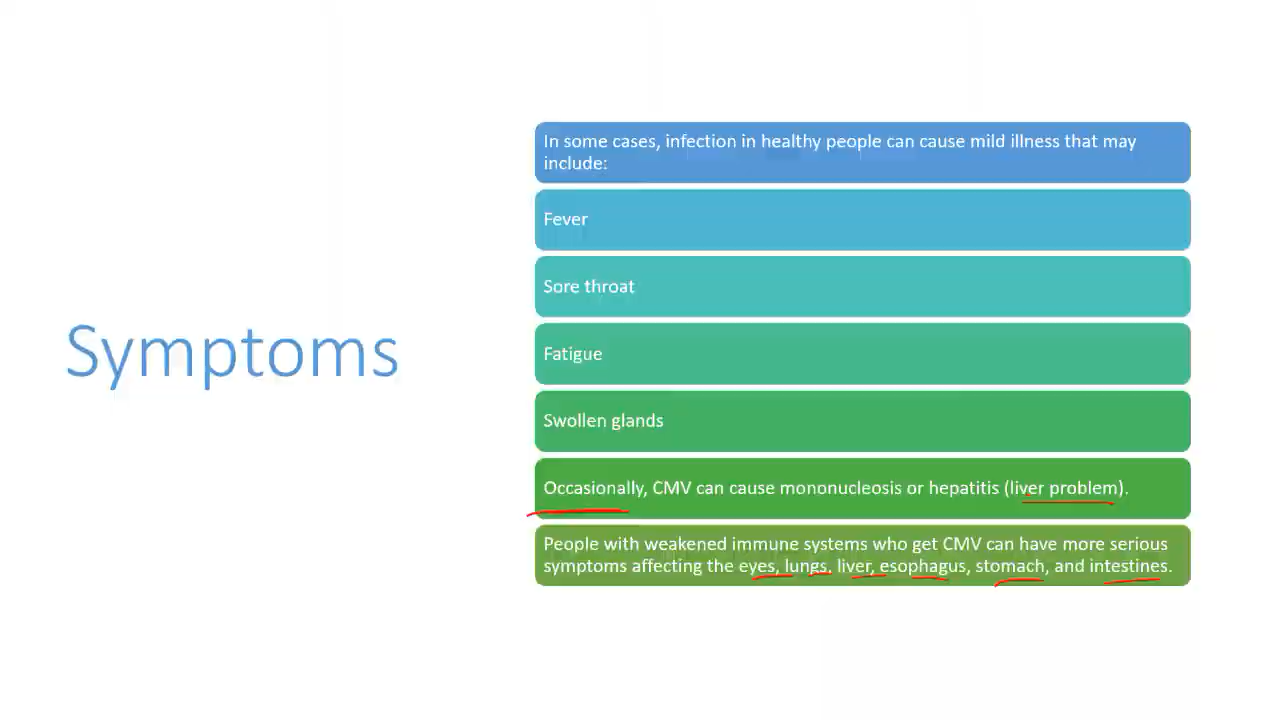 Symptoms
In some cases, infection in healthy people can cause mild illness that may
include:
Fever
Sore throat
Fatigue
Swollen glands
Occasionally, CMV can cause mononucleosis or hepatitis (liver problem).
People with weakened immune systems who get CMV can have more serious
symptoms affecting the eyes, lungs, liver, esophagus, stomach, and intestines.